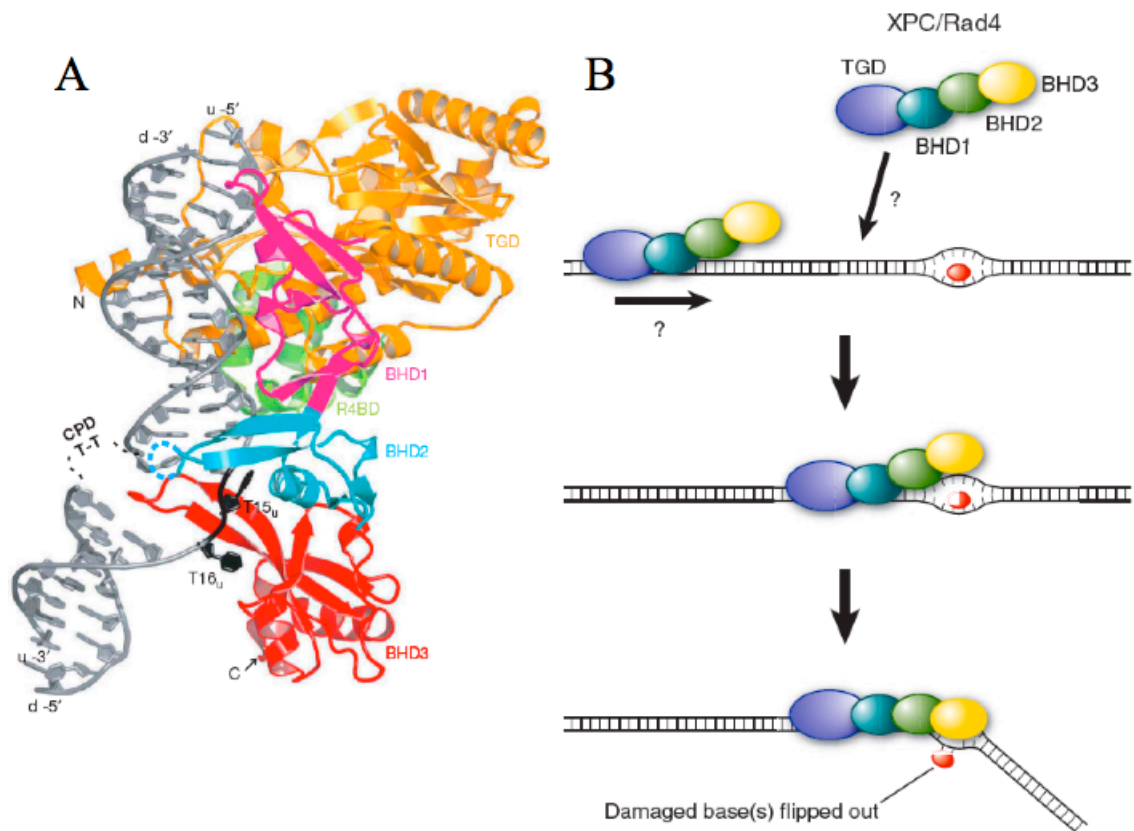 A
u -5'
d -3'
TGD
N
BHD1
R4BD
CPD
T-T
BHD2
T15u
T16u
BHD3
C
u -3'
d -5'
B
XPC/Rad4
TGD
BHD3
BHD2
BHD1
?
?
Damaged base(s) flipped out